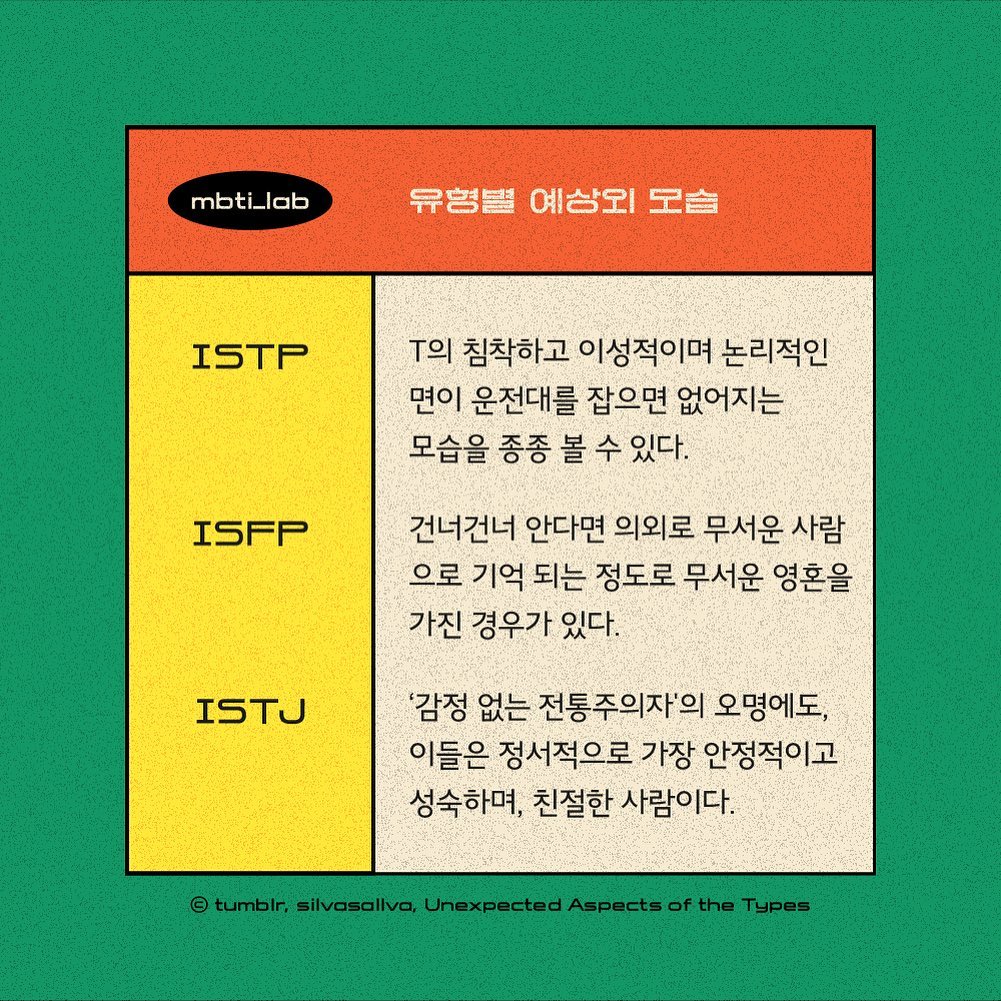 mbti_lab
유형별 예상외 모습
ISTP
T의 침착하고 이성적이며 논리적인
면이 운전대를 잡으면 없어지는
모습을 종종 볼 수 있다.
ISFP
건너건너 안다면 의외로 무서운 사람
으로 기억 되는 정도로 무서운 영혼을
가진 경우가 있다.
ISTJ
‘감정 없는 전통주의자'의 오명에도,
이들은 정서적으로 가장 안정적이고
성숙하며, 친절한 사람이다.
© tumblr, silvasallva, Unexpected Aspects of the Types